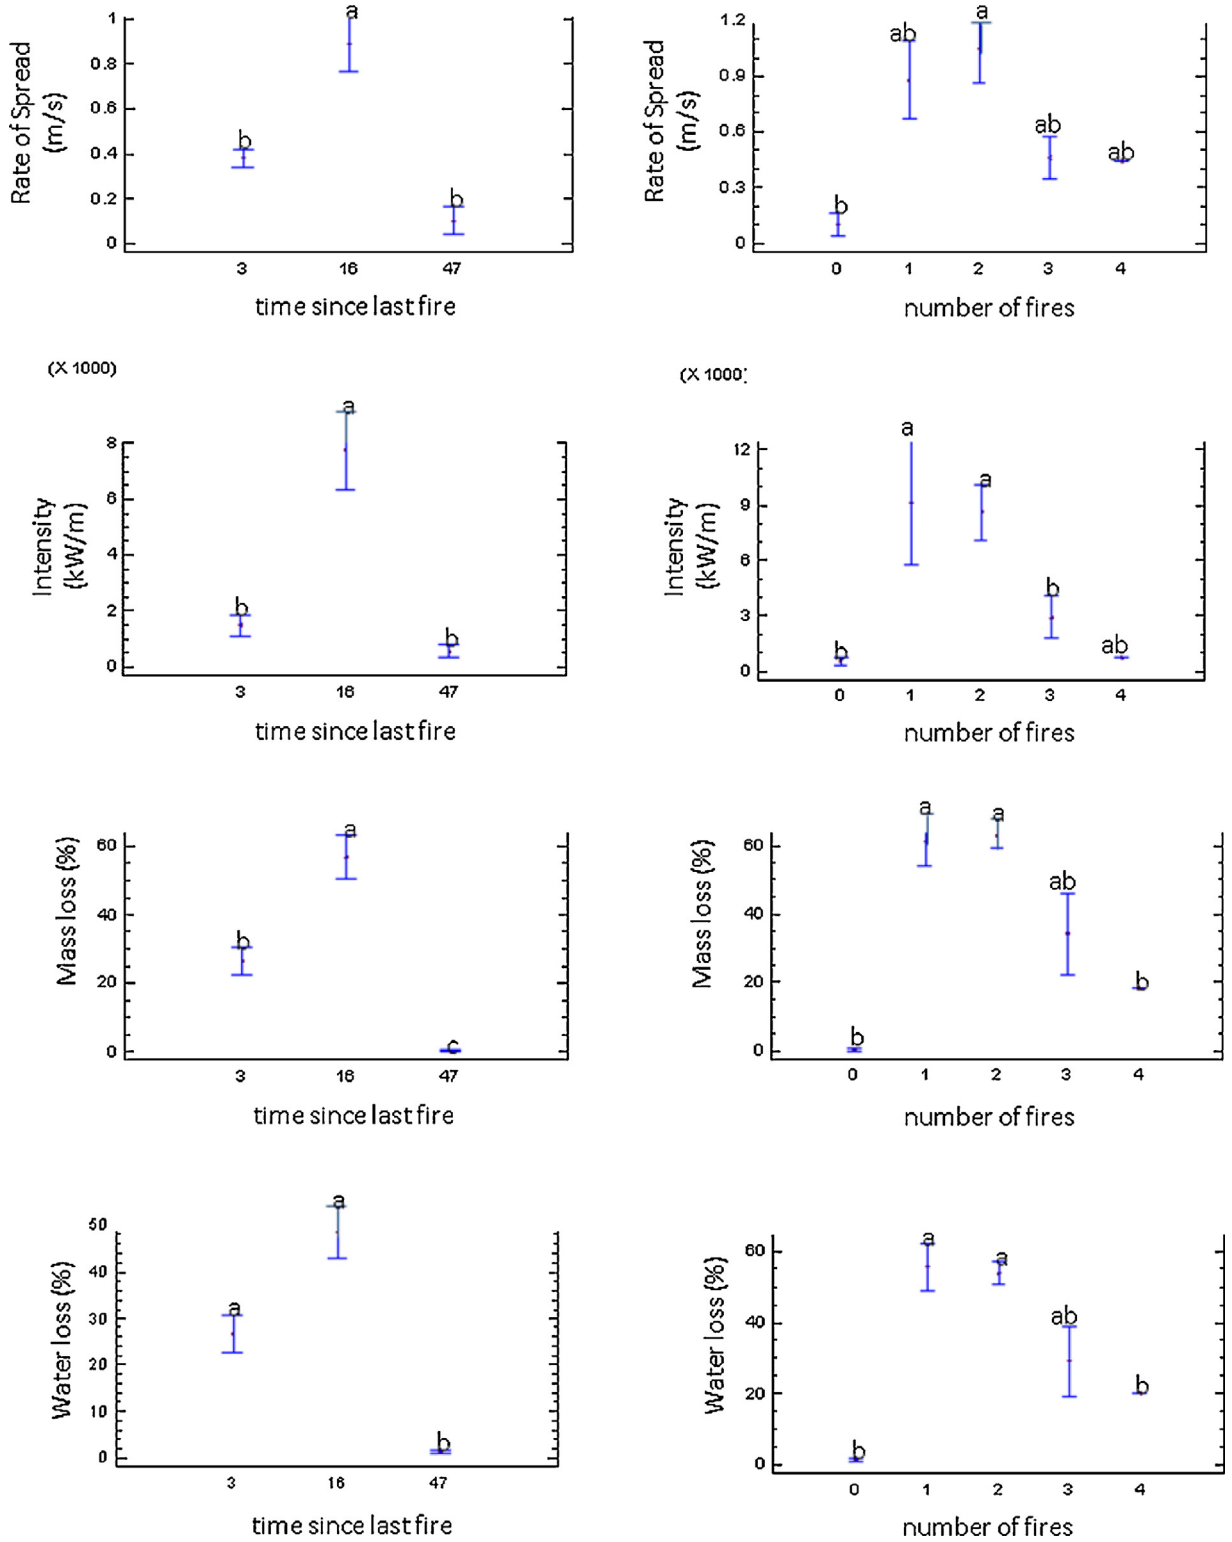 Rate of Spread
(m/s)
1
0.8
0.6
0.4
0.2
0
b
a
b
3 16 47
time since last fire
Rate of Spread
(m/s)
1.2
0.9
0.6
0.3
0
b
ab
a
ab
ab
0 1 2 3 4
number of fires
(X 1000)
Intensity
(kW/m)
8
6
4
2
0
b
a
b
3 16 47
time since last fire
(X 1000)
Intensity
(kW/m)
12
9
6
3
0
b
a
a
b
ab
0 1 2 3 4
number of fires
Mass loss (%)
60
40
20
0
b
a
c
3 16 47
time since last fire
Mass loss (%)
60
40
20
0
b
a
a
ab
b
0 1 2 3 4
number of fires
Water loss (%)
50
40
30
20
10
0
a
a
b
3 16 47
time since last fire
Water loss (%)
60
40
20
0
b
a
a
ab
b
0 1 2 3 4
number of fires